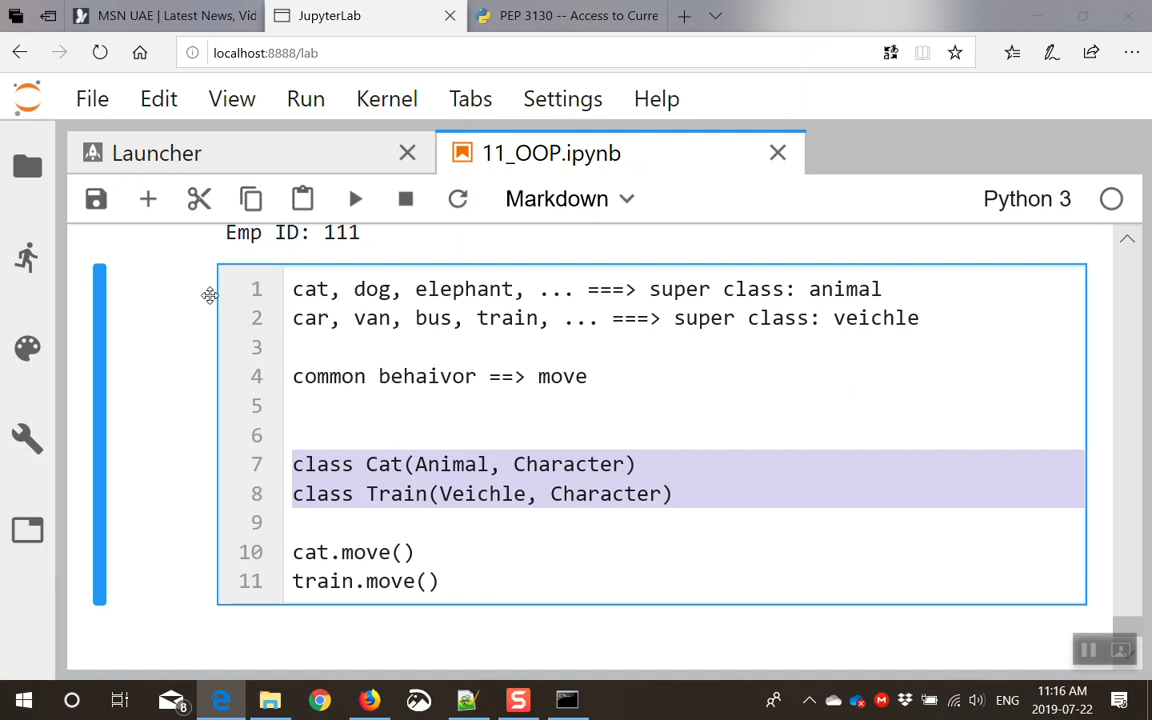 MSN UAE | Latest News, Vid
JupyterLab
PEP 3130 -- Access to Curre
localhost:8888/lab
File Edit View Run Kernel Tabs Settings Help
Launcher
11_OOP.ipynb
Markdown
Python 3
Emp ID: 111
1 cat, dog, elephant, ... ===> super class: animal
2 car, van, bus, train, ... ===> super class: veichle
3
4 common behaivor ==> move
5
6
7 class Cat(Animal, Character)
8 class Train(Veichle, Character)
9
10 cat.move()
11 train.move()
8
ENG
11:16 AM
2019-07-22